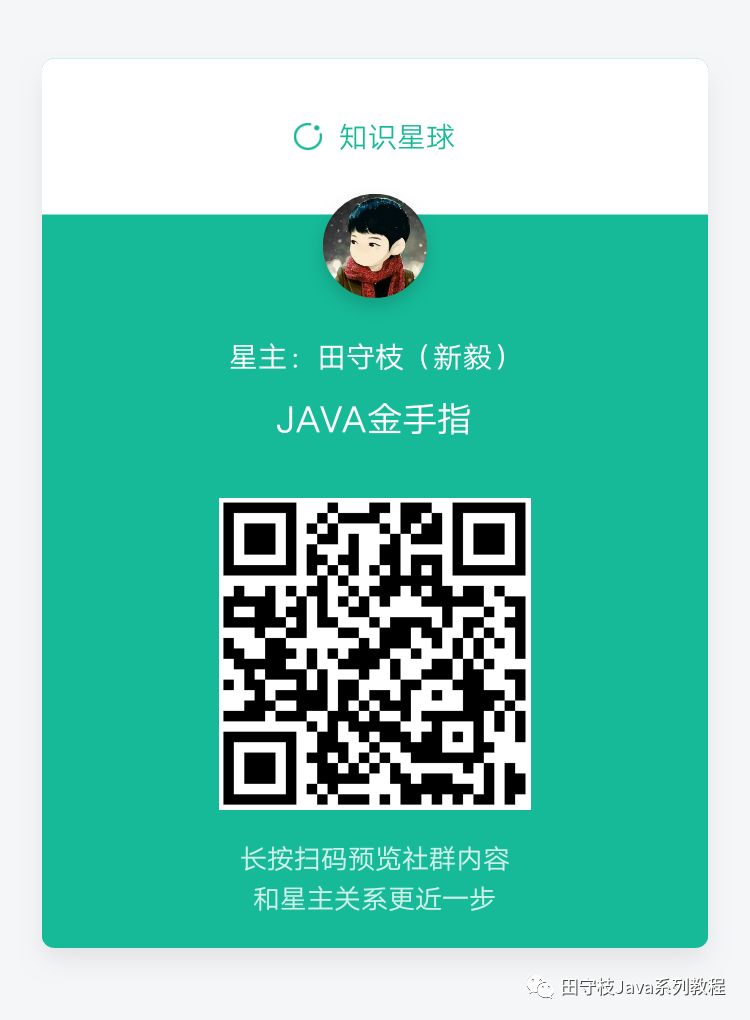 知识星球
星主：田守枝（新毅）
JAVA金手指
长按扫码预览社群内容
和星主关系更近一步
田守枝Java系列教程